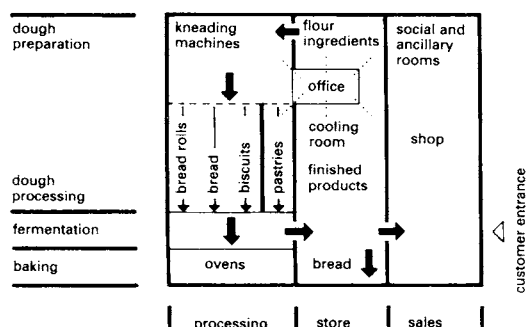 dough
preparation
kneading
machines
flour
ingredients
social and
ancillary
rooms
office
cooling
room
shop
finished
products
bread rolls
bread
biscuits
pastries
dough
processing
fermentation
baking
ovens
bread
customer entrance
processing
store
sales